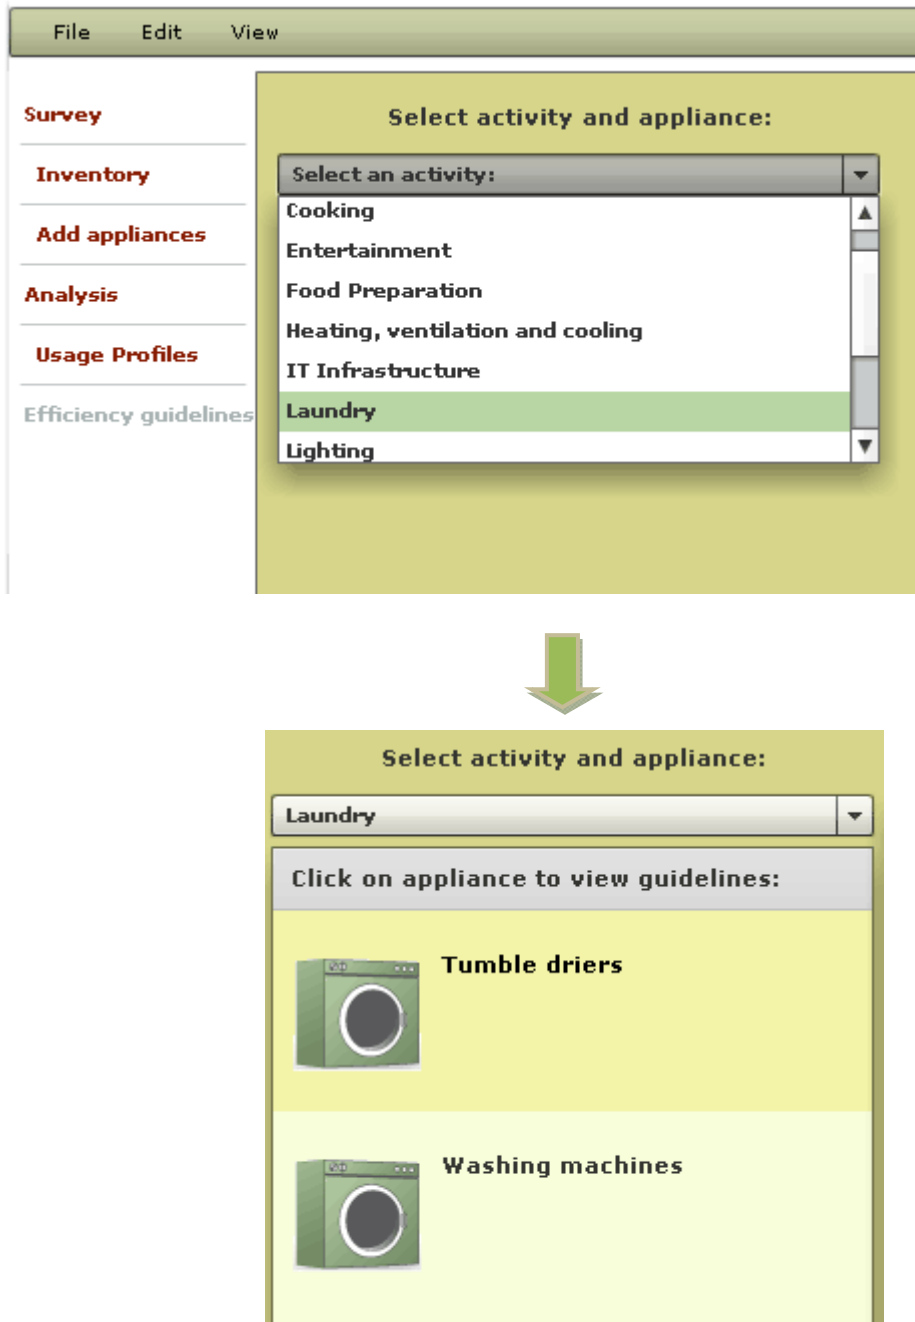 File Edit View
Survey
Inventory
Add appliances
Analysis
Usage Profiles
Efficiency guidelines
Select activity and appliance:
Select an activity:
Cooking
Entertainment
Food Preparation
Heating, ventilation and cooling
IT Infrastructure
Laundry
Lighting
Select activity and appliance:
Laundry
Click on appliance to view guidelines:
Tumble driers
Washing machines